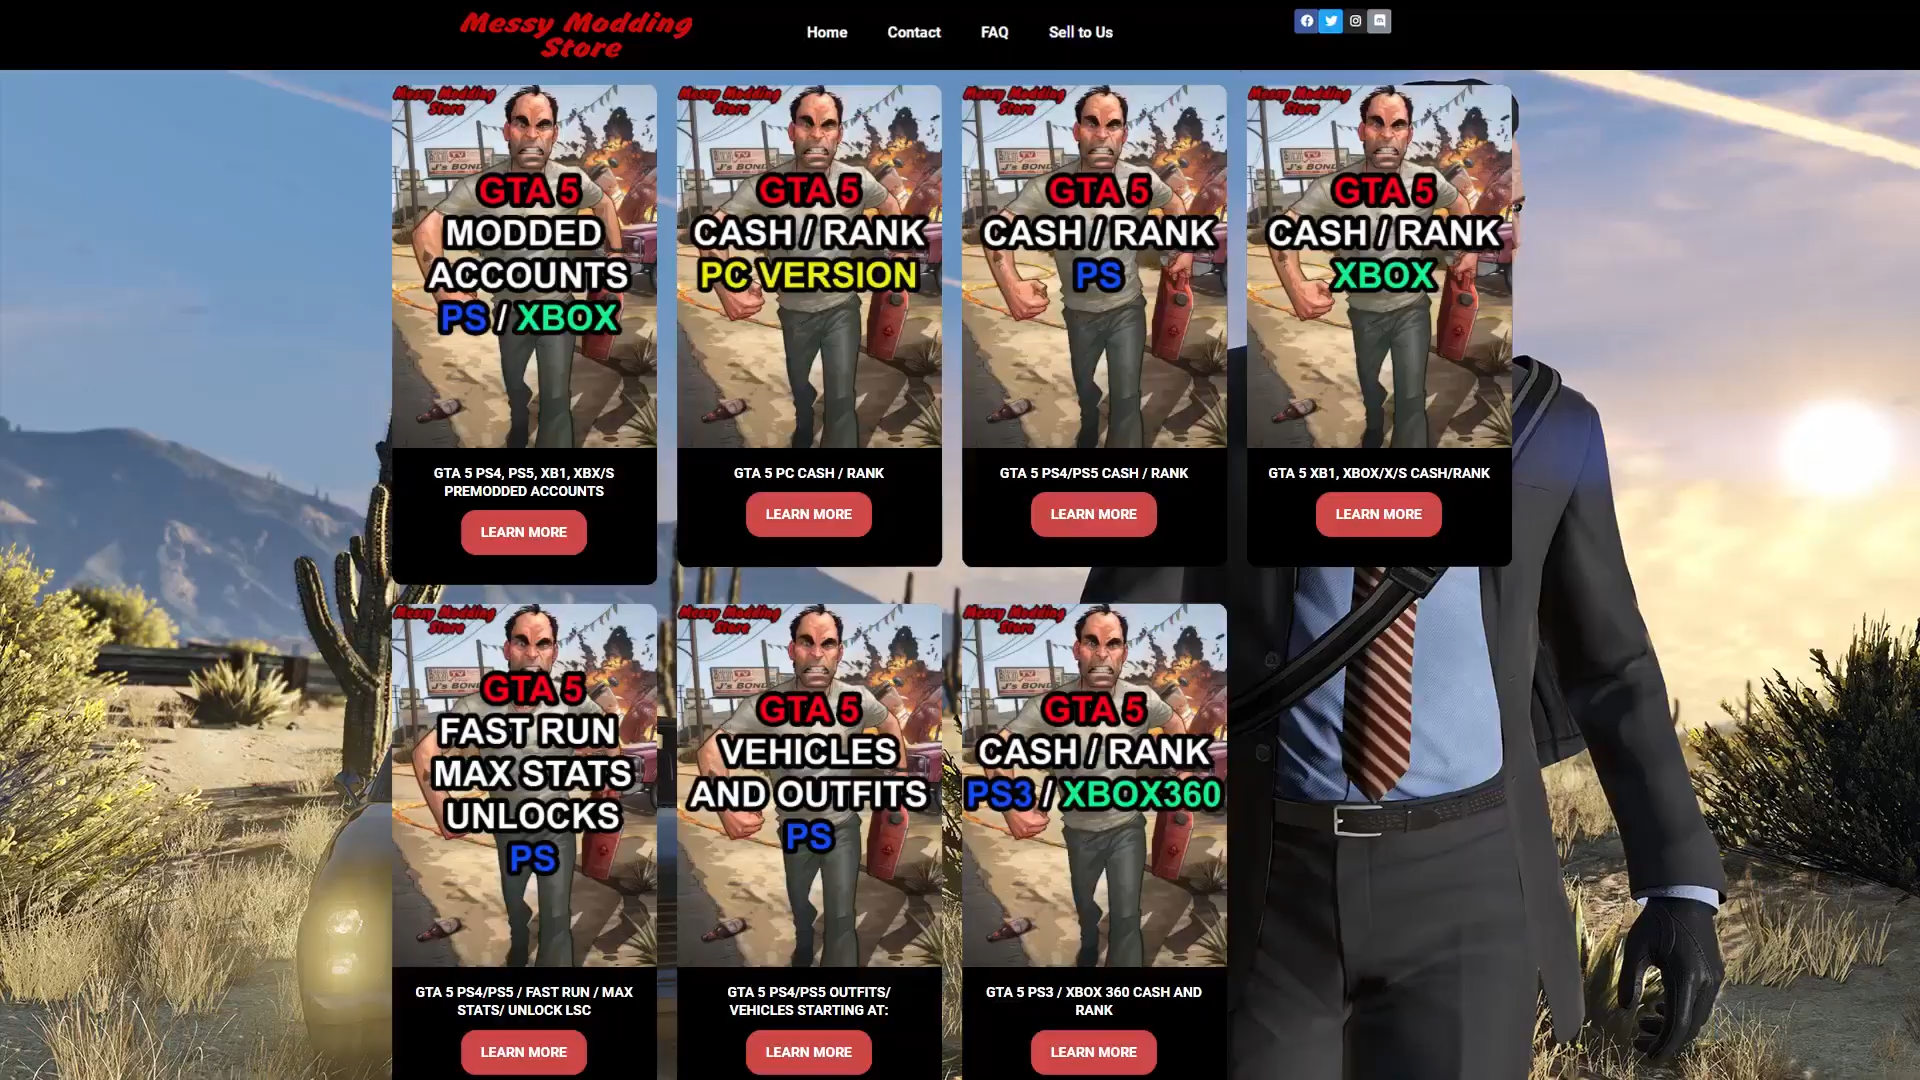 Messy Modding
Store
Home
Contact
FAQ
Sell to Us
Messy Modding
Store
J's BOND
GTA 5
MODDED
ACCOUNTS
PS / XBOX
GTA 5 PS4, PS5, XB1, XBX/S
PREMODDED ACCOUNTS
LEARN MORE
Messy Modding
Store
J's BOND
GTA 5
CASH / RANK
PC VERSION
GTA 5 PC CASH / RANK
LEARN MORE
Messy Modding
Store
J's BOND
GTA 5
CASH / RANK
PS
GTA 5 PS4/PS5 CASH / RANK
LEARN MORE
Messy Modding
Store
J's BOND
GTA 5
CASH / RANK
XBOX
GTA 5 XB1, XBOX/X/S CASH/RANK
LEARN MORE
Messy Modding
Store
J's BOND
GTA 5
FAST RUN
MAX STATS
UNLOCKS
PS
GTA 5 PS4/PS5 / FAST RUN / MAX
STATS/ UNLOCK LSC
LEARN MORE
Messy Modding
Store
J's BOND
GTA 5
VEHICLES
AND OUTFITS
PS
GTA 5 PS4/PS5 OUTFITS/
VEHICLES STARTING AT:
LEARN MORE
Messy Modding
Store
J's BOND
GTA 5
CASH / RANK
PS3 / XBOX360
GTA 5 PS3 / XBOX 360 CASH AND
RANK
LEARN MORE